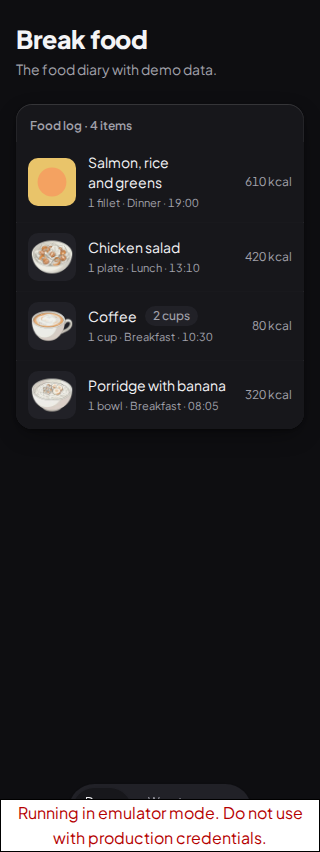 Break food
The food diary with demo data.
Food log · 4 items
Salmon, rice
and greens
1 fillet · Dinner · 19:00
610 kcal
Chicken salad
1 plate · Lunch · 13:10
420 kcal
Coffee 2 cups
1 cup · Breakfast · 10:30
80 kcal
Porridge with banana
1 bowl · Breakfast · 08:05
320 kcal
Running in emulator mode. Do not use
with production credentials.